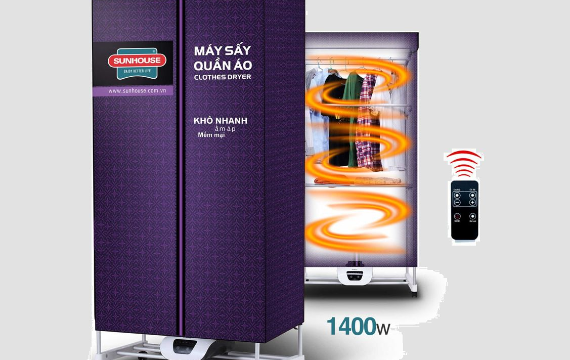 SUNHOUSE
www.sunhouse.com.vn
MÁY SẤY
QUẦN ÁO
CLOTHES DRYER
KHÔ NHANH
ấm áp
Mềm mại
1400W